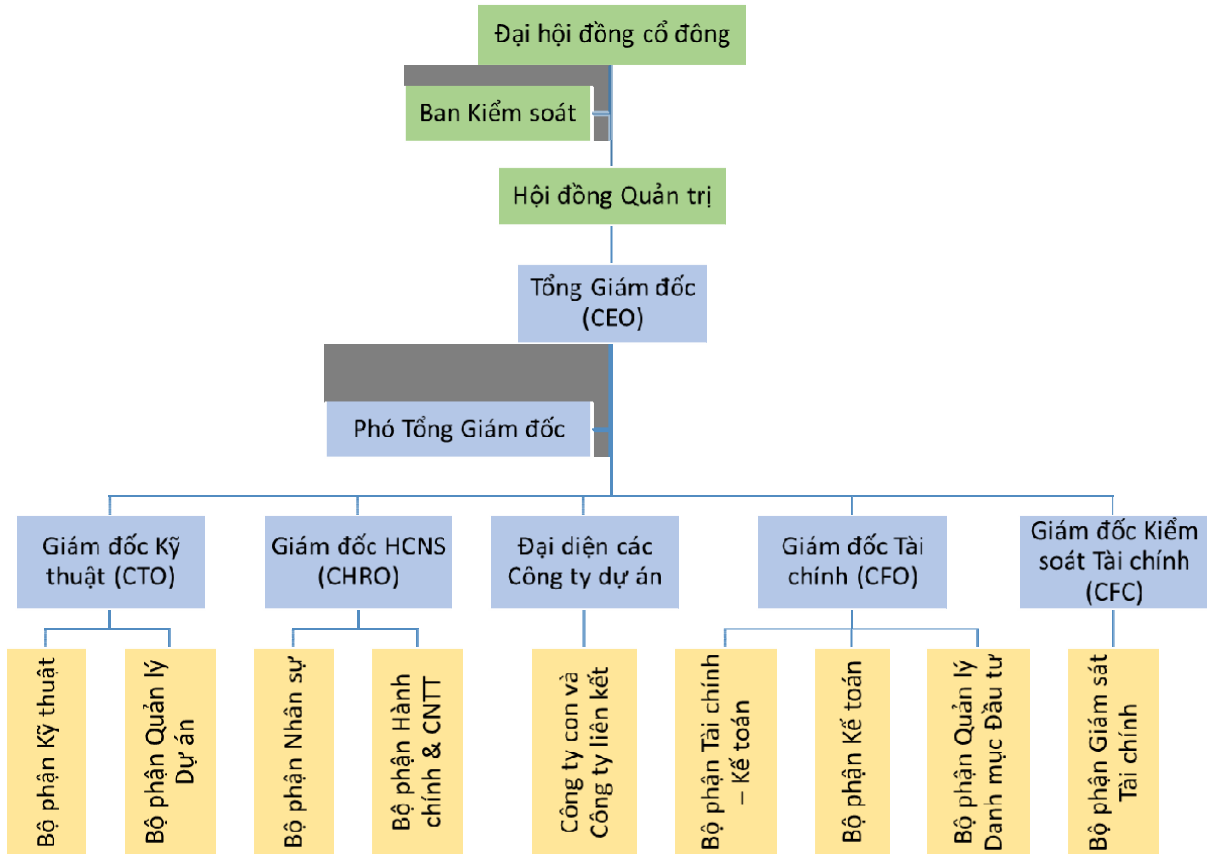 Đại hội đồng cổ đông
Ban Kiểm soát
Hội đồng Quản trị
Tổng Giám đốc
(CEO)
Phó Tổng Giám đốc
Giám đốc Kỹ
thuật (CTO)
Giám đốc HCNS
(CHRO)
Đại diện các
Công ty dự án
Giám đốc Tài
chính (CFO)
Giám đốc Kiểm
soát Tài chính
(CFC)
Bộ phận Kỹ thuật
Bộ phận Quản lý
Dự án
Bộ phận Nhân sự
Bộ phận Hành
chính & CNTT
Công ty con và
Công ty liên kết
Bộ phận Tài chính
– Kế toán
Bộ phận Kế toán
Bộ phận Quản lý
Danh mục Đầu tư
Bộ phận Giám sát
Tài chính